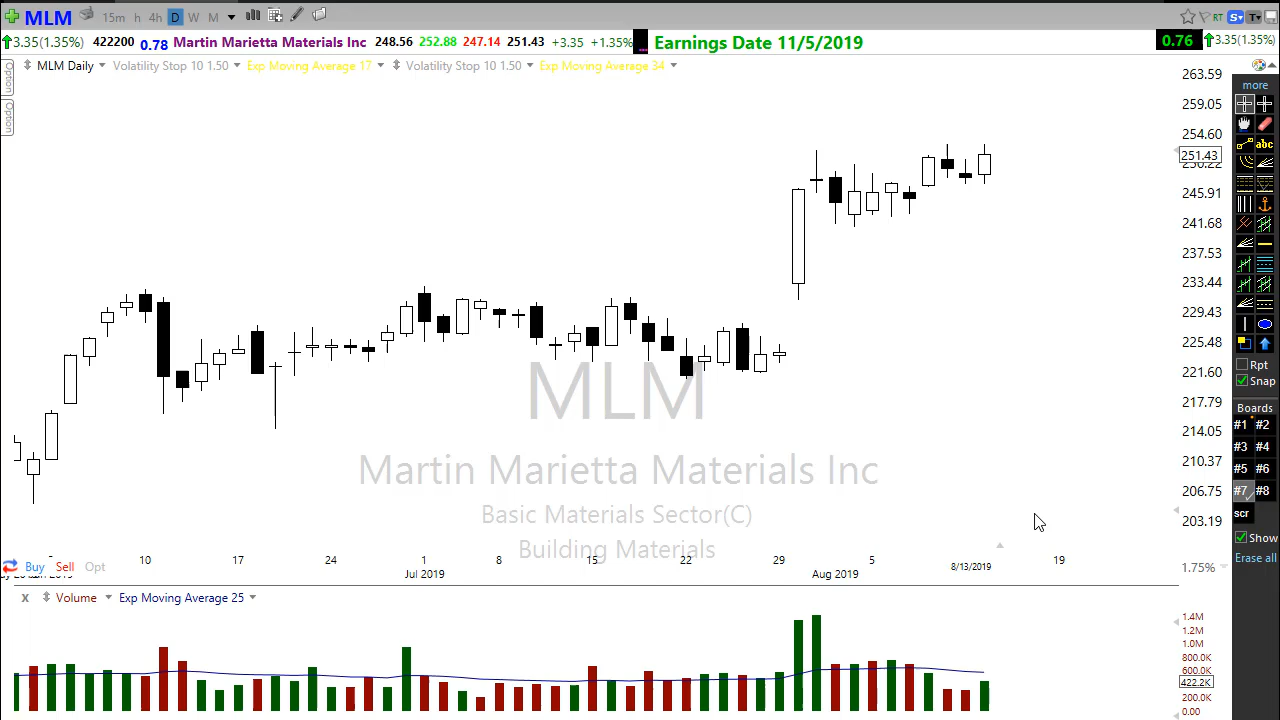 MLM 15m h 4h D W M RT S T
3.35(1.35%) 422200 0.78 Martin Marietta Materials Inc 248.56 252.88 247.14 251.43 +3.35 +1.35% Earnings Date 11/5/2019 0.76 3.35(1.35%)
MLM Daily Volatility Stop 10 1.50 Exp Moving Average 17 Volatility Stop 10 1.50 Exp Moving Average 34
Option
Option
263.59
259.05
254.60
251.43
245.91
241.68
237.53
233.44
229.43
225.48
221.60
217.79
214.05
210.37
206.75
203.19
1.75%
more
abc
Rpt
Snap
Boards
#1 #2
#3 #4
#5 #6
#7 #8
scr
Show
Erase all
MLM
Martin Marietta Materials Inc
Basic Materials Sector(C)
Building Materials
10 17 24 1 8 15 22 29 5 19
Buy Sell Opt
Jul 2019 Aug 2019 8/13/2019
x Volume Exp Moving Average 25
1.4M
1.2M
1.0M
800.0K
600.0K
422.2K
200.0K
0.00